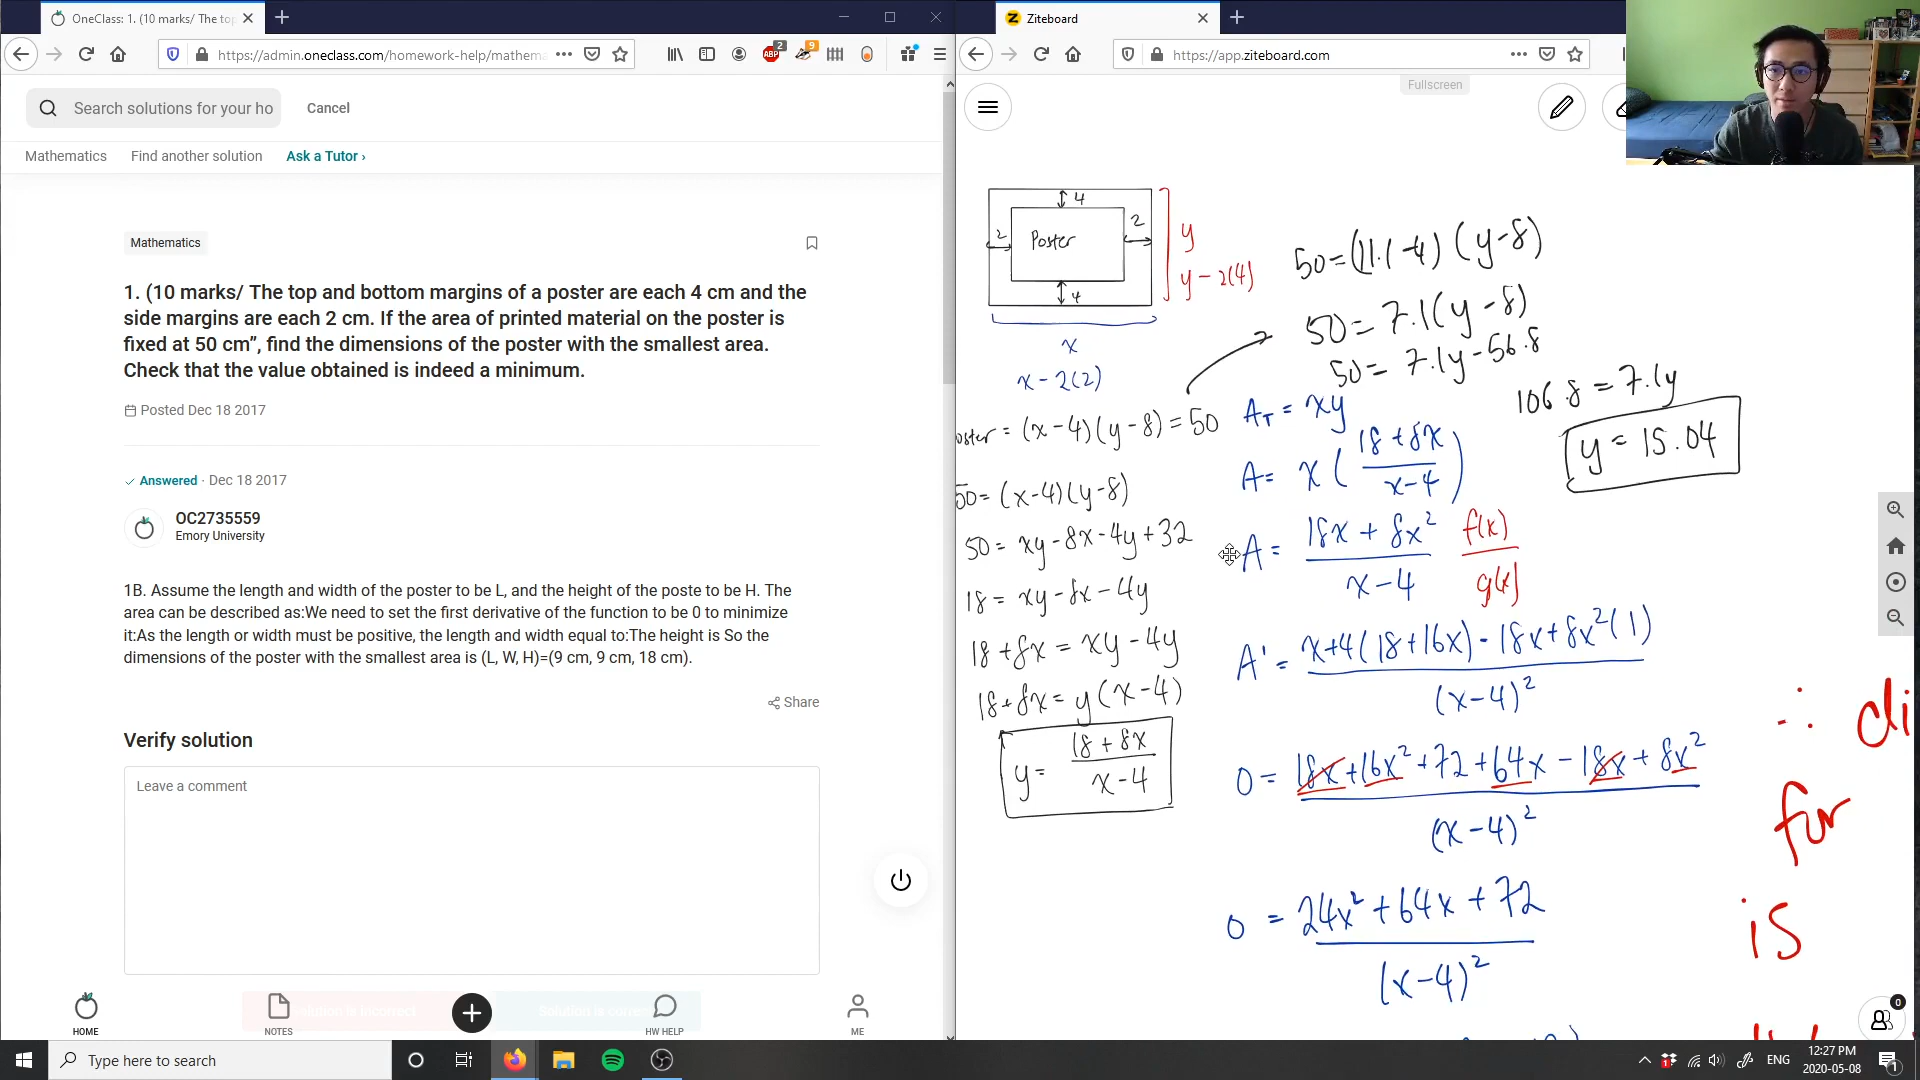 OneClass: 1. (10 marks/ The top
Ziteboard
https://admin.oneclass.com/homework-help/mathema
2
9
https://app.ziteboard.com
Fullscreen
Search solutions for your ho
Cancel
Mathematics
Find another solution
Ask a Tutor ›
Mathematics
1. (10 marks/ The top and bottom margins of a poster are each 4 cm and the
side margins are each 2 cm. If the area of printed material on the poster is
fixed at 50 cm”, find the dimensions of the poster with the smallest area.
Check that the value obtained is indeed a minimum.
Posted Dec 18 2017
Answered · Dec 18 2017
OC2735559
Emory University
1B. Assume the length and width of the poster to be L, and the height of the poste to be H. The
area can be described as:We need to set the first derivative of the function to be 0 to minimize
it:As the length or width must be positive, the length and width equal to:The height is So the
dimensions of the poster with the smallest area is (L, W, H)=(9 cm, 9 cm, 18 cm).
Share
Verify solution
Leave a comment
HOME
NOTES
HW HELP
ME
4
2
Poster
2
4
y
y-2(4)
x
x-2(2)
oster = (x-4)(y-8)=50
50=(x-4)(y-8)
50= xy-8x-4y+32
18= xy-8x-4y
18+8x = xy-4y
18+8x= y(x-4)
y= 18+8x
x-4
50=(11.1-4)(y-8)
50=7.1(y-8)
50= 7.1y-56.8
106.8=7.1y
y=15.04
A_T = xy
A= x(18+8x
x-4)
A= 18x+8x² f(x)
x-4 g(x)
A'= x+4(18+16x)-18x+8x²(1)
(x-4)²
0= 18x+16x²+72+64x-18x+8x²
(x-4)²
0 = 24x²+64x+72
(x-4)²
∴ di
for
is
0
Type here to search
ENG
12:27 PM
2020-05-08
1